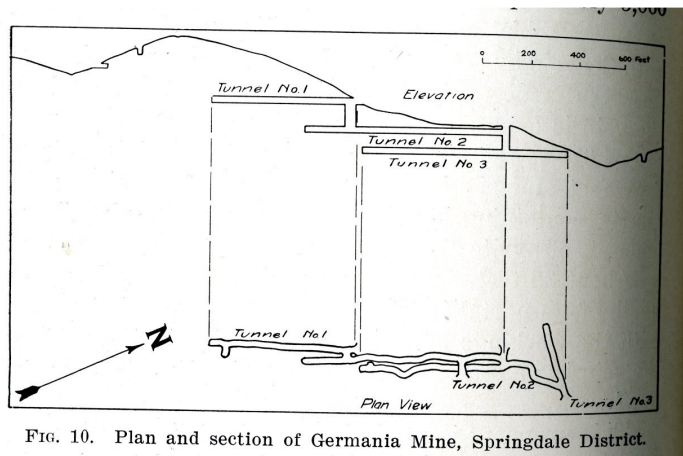 0 200 400 600 Feet
Tunnel No.1
Elevation
Tunnel No 2
Tunnel No 3
N
Tunnel No.1
Tunnel No.2
Plan View
Tunnel No.3
FIG. 10. Plan and section of Germania Mine, Springdale District.